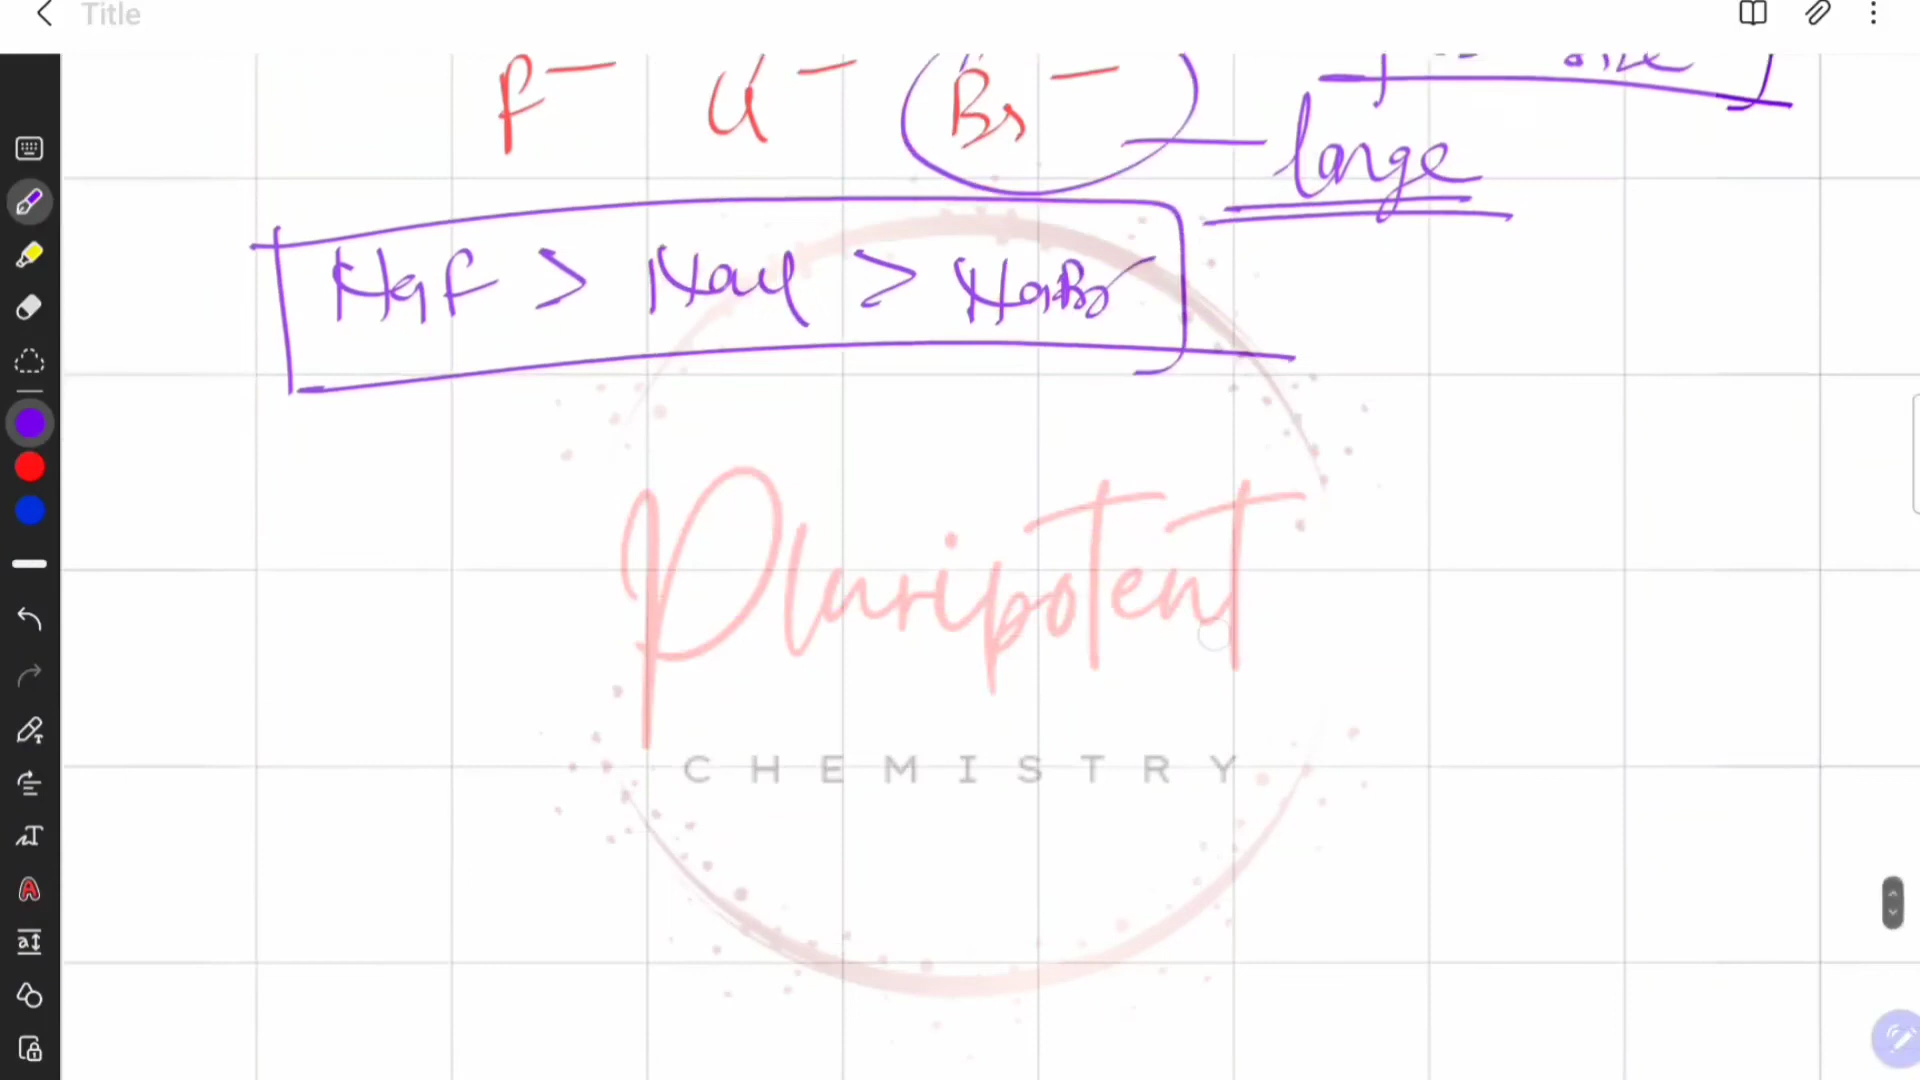 Title
F⁻ Cl⁻ Br⁻
large
NaF > NaCl > NaBr
Pluripotent
CHEMISTRY